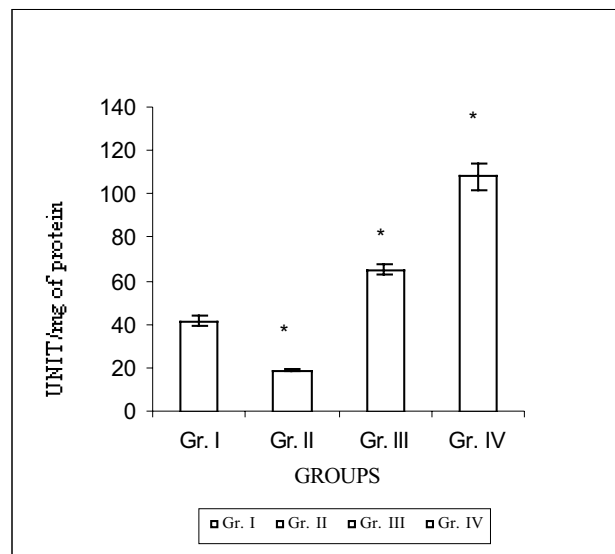 140
*
120
100
*
80
60
40
*
20
0
UNIT/mg of protein
Gr. I Gr. II Gr. III Gr. IV
GROUPS
Gr. I Gr. II Gr. III Gr. IV